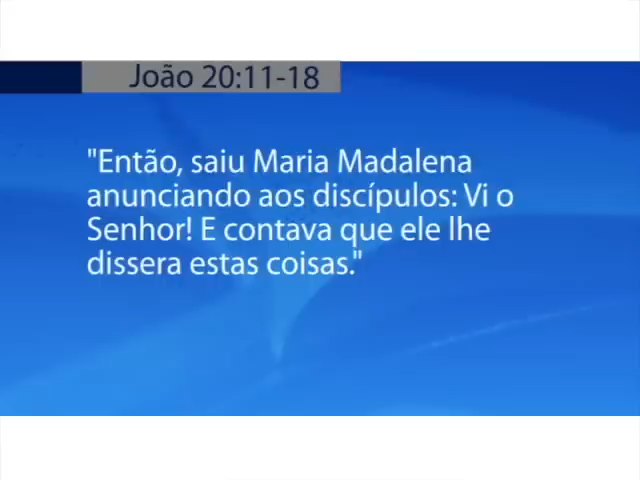 João 20:11-18
"Então, saiu Maria Madalena
anunciando aos discípulos: Vi o
Senhor! E contava que ele lhe
dissera estas coisas."